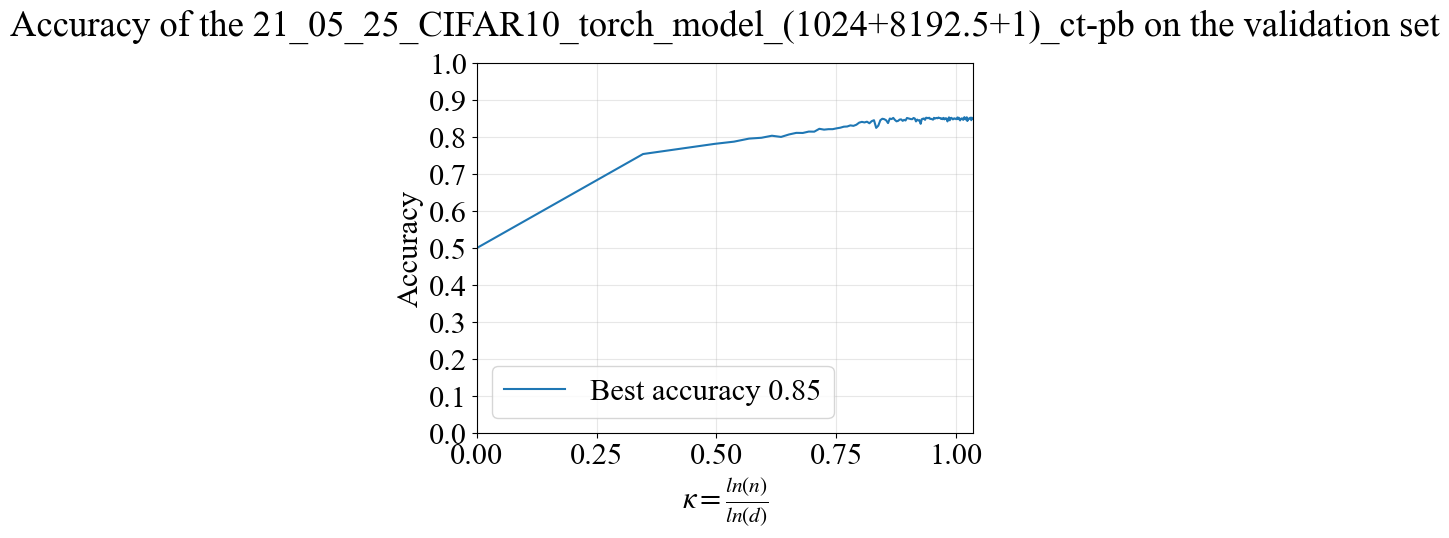 Accuracy of the 21_05_25_CIFAR10_torch_model_(1024+8192.5+1)_ct-pb on the validation set
1.0
0.9
0.8
0.7
0.6
0.5
0.4
0.3
0.2
0.1
0.0
Accuracy
Best accuracy 0.85
0.00 0.25 0.50 0.75 1.00
κ = ln(n)/ln(d)